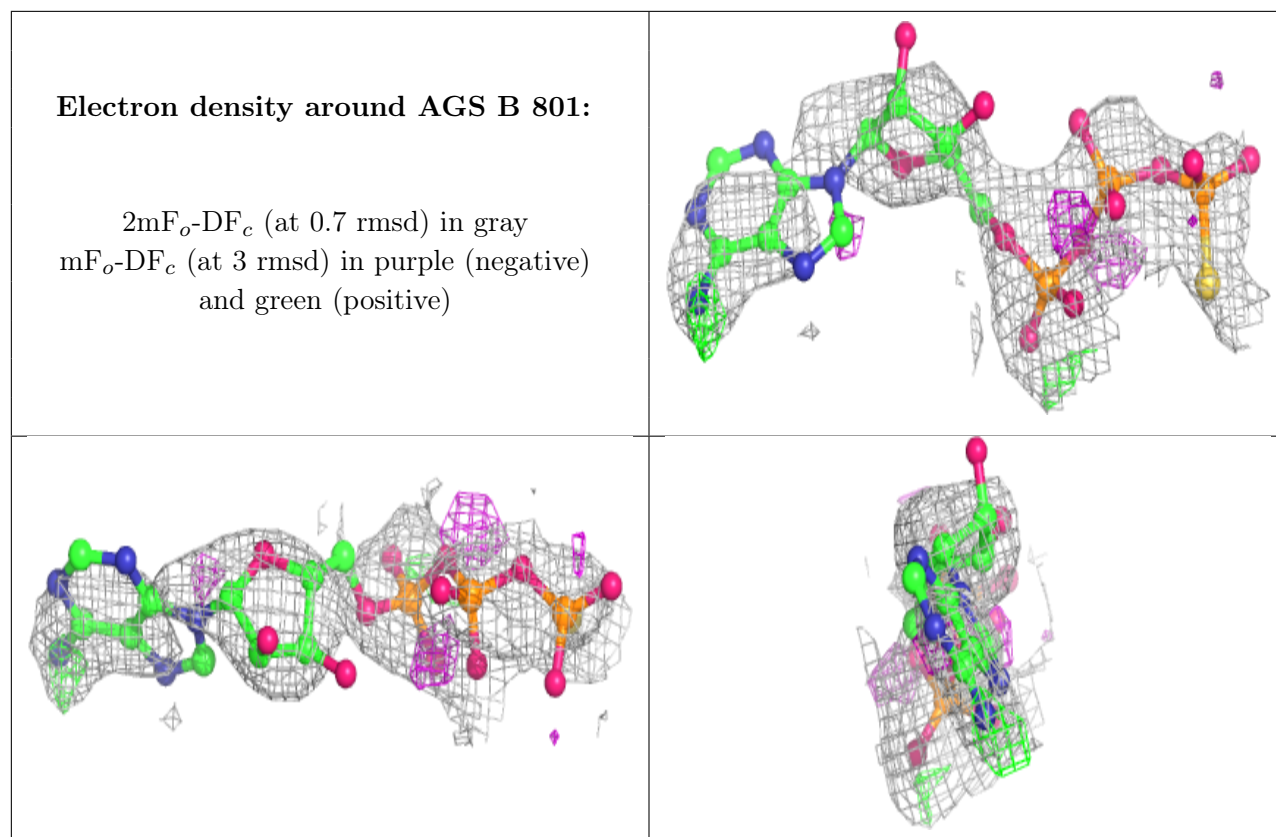 Electron density around AGS B 801:
2mFo-DFc (at 0.7 rmsd) in gray
mFo-DFc (at 3 rmsd) in purple (negative)
and green (positive)